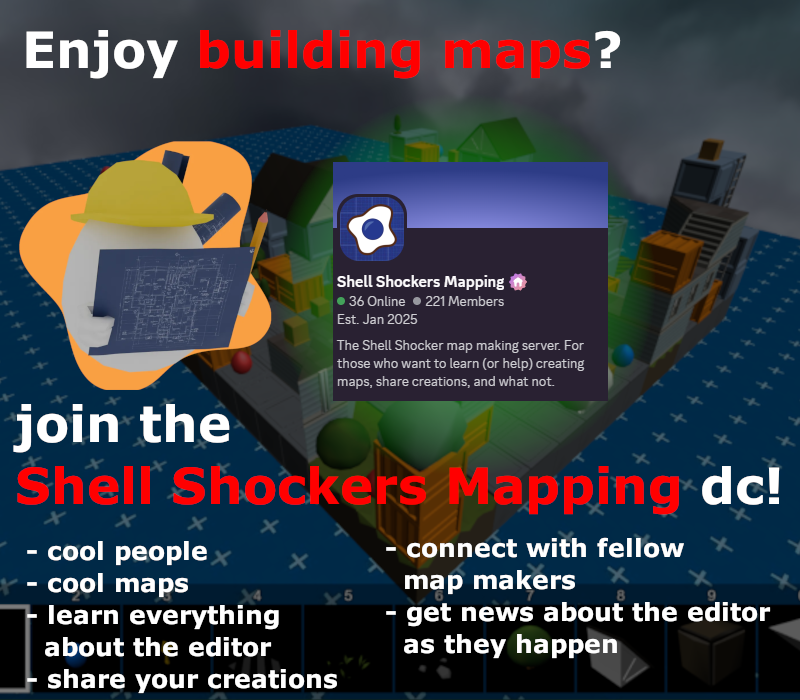 Enjoy building maps?
Shell Shockers Mapping
36 Online 221 Members
Est. Jan 2025
The Shell Shocker map making server. For
those who want to learn (or help) creating
maps, share creations, and what not.
join the
Shell Shockers Mapping dc!
- cool people
- cool maps
- learn everything
about the editor
- share your creations
- connect with fellow
map makers
- get news about the editor
as they happen
4 5 6 8 9